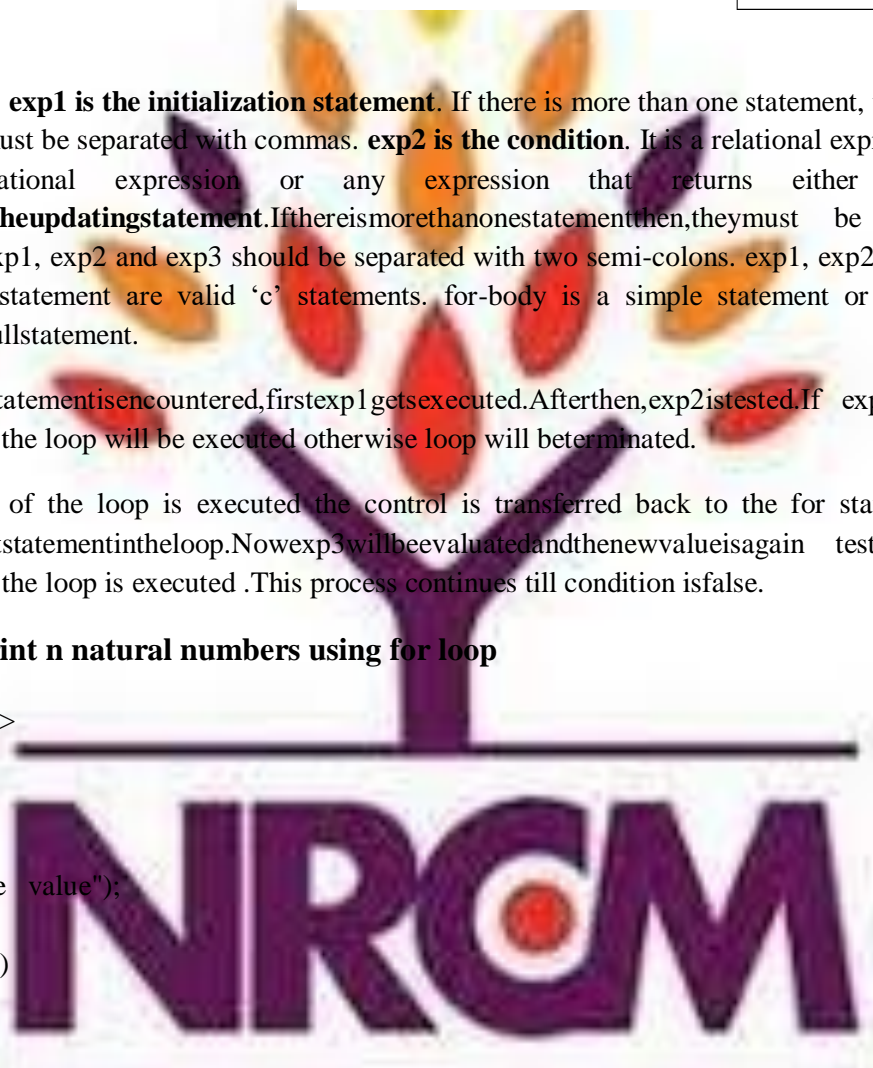 exp1 is the initialization statement. If there is more than one statement,
ust be separated with commas. exp2 is the condition. It is a relational exp
ational expression or any expression that returns either
heupdatingstatement.Ifthereismorethanonestatementthen,theymust be
xp1, exp2 and exp3 should be separated with two semi-colons. exp1, exp2
statement are valid ‘c’ statements. for-body is a simple statement or
ullstatement.
tatementisencountered,firstexp1getsexecuted.Afterthen,exp2istested.If exp
the loop will be executed otherwise loop will beterminated.
of the loop is executed the control is transferred back to the for sta
tstatementintheloop.Nowexp3willbeevaluatedandthenewvalueisagain test
the loop is executed .This process continues till condition isfalse.
int n natural numbers using for loop
>
e value");
)
NRCM